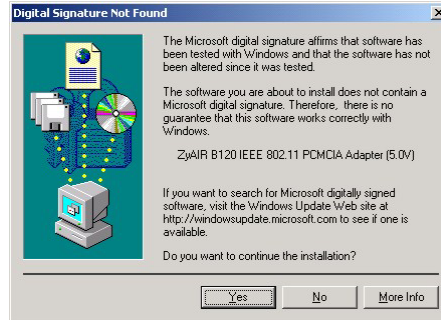 Digital Signature Not Found
The Microsoft digital signature affirms that software has
been tested with Windows and that the software has not
been altered since it was tested.
The software you are about to install does not contain a
Microsoft digital signature. Therefore, there is no
guarantee that this software works correctly with
Windows.
ZyAIR B120 IEEE 802.11 PCMCIA Adapter (5.0V)
If you want to search for Microsoft digitally signed
software, visit the Windows Update Web site at
http://windowsupdate.microsoft.com to see if one is
available.
Do you want to continue the installation?
Yes No More Info